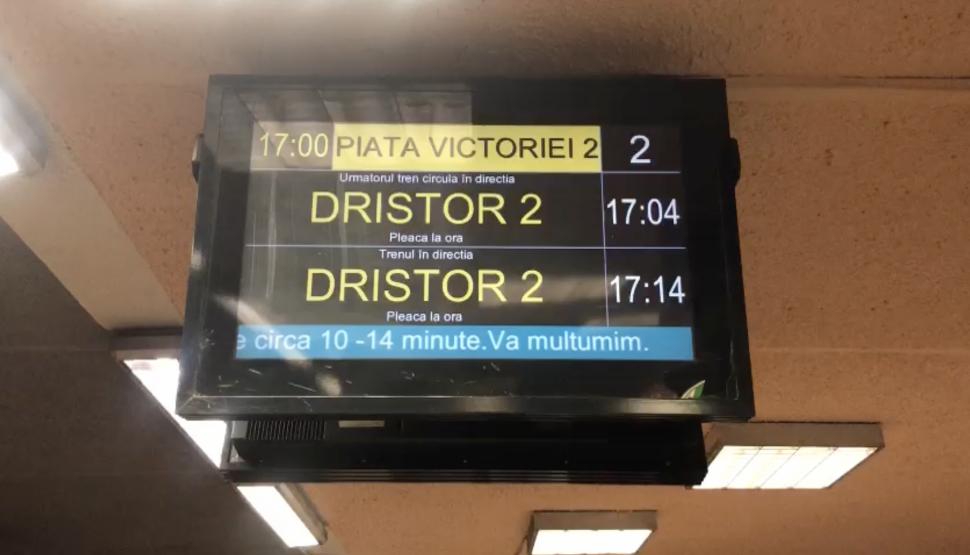 17:00 PIATA VICTORIEI 2 2
Urmatorul tren circula în directia
DRISTOR 2 17:04
Pleaca la ora
Trenul în directia
DRISTOR 2 17:14
Pleaca la ora
circa 10 -14 minute.Va multumim.